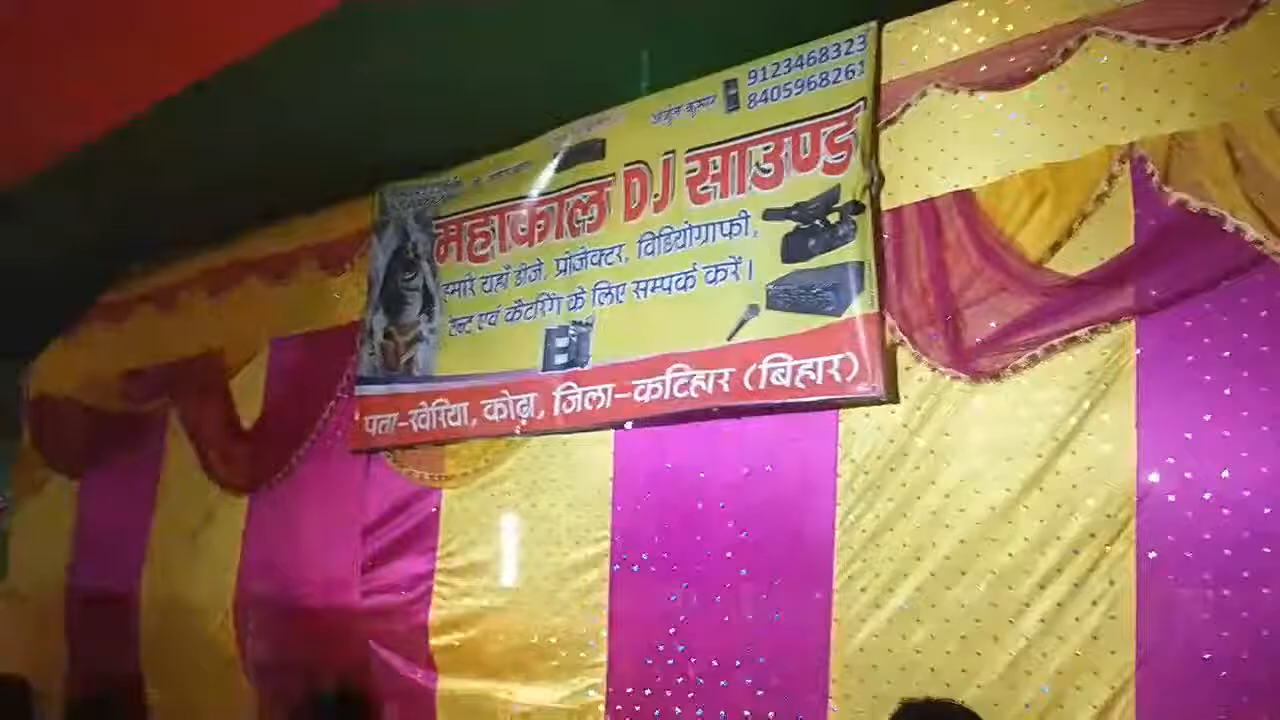 9123468323
8405968261
महाकाल DJ साउण्ड
हमारे यहाँ डीजे, प्रोजेक्टर, विडियोग्राफी,
टेन्ट एवं कैटरिंग के लिए सम्पर्क करें।
पता-खेरिया, कोढ़ा, जिला-कटिहार (बिहार)